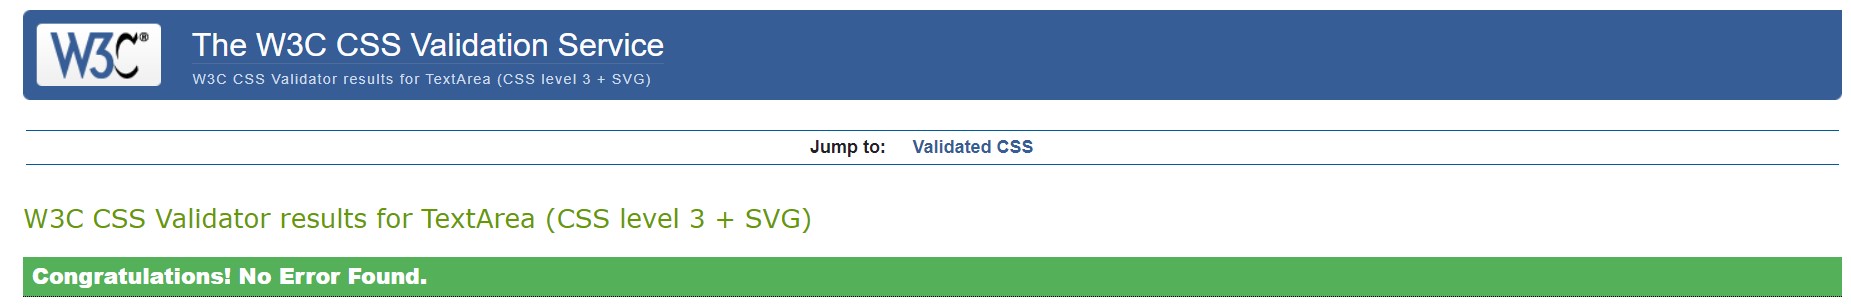 W3C®
The W3C CSS Validation Service
W3C CSS Validator results for TextArea (CSS level 3 + SVG)
Jump to: Validated CSS
W3C CSS Validator results for TextArea (CSS level 3 + SVG)
Congratulations! No Error Found.